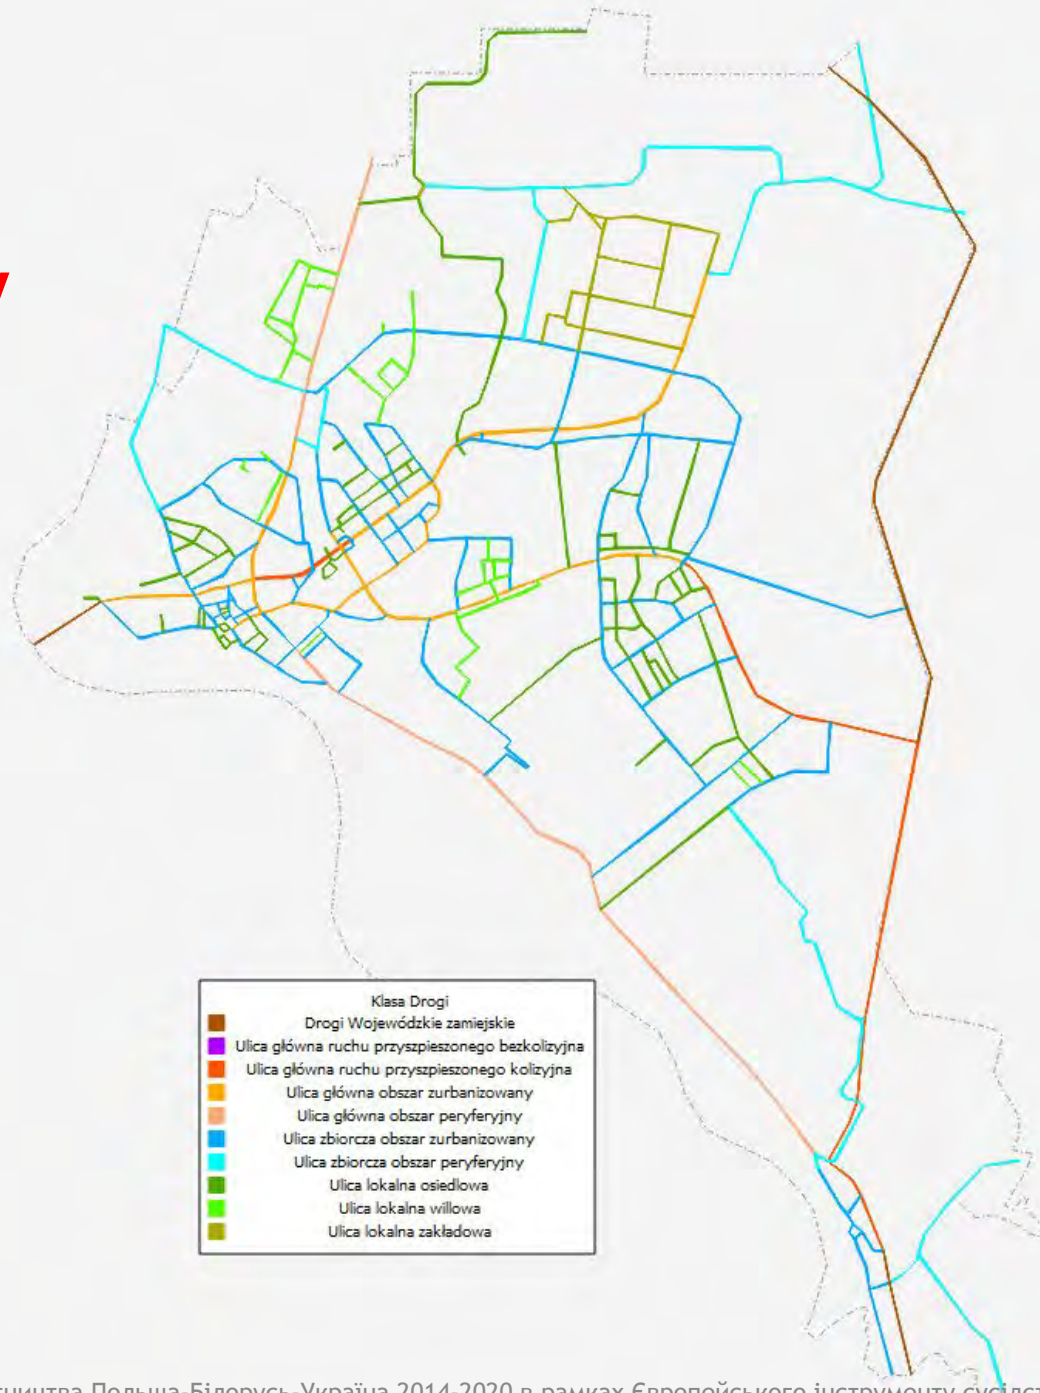 Klasa Drogi
Drogi Wojewódzkie zamiejskie
Ulica główna ruchu przyszpieszonego bezkolizyjna
Ulica główna ruchu przyszpieszonego kolizyjna
Ulica główna obszar zurbanizowany
Ulica główna obszar peryferyjny
Ulica zbiorcza obszar zurbanizowany
Ulica zbiorcza obszar peryferyjny
Ulica lokalna osiedlowa
Ulica lokalna willowa
Ulica lokalna zakładowa
Польща-Білорусь-Україна 2014-2020 в рамках Європейського інструменту